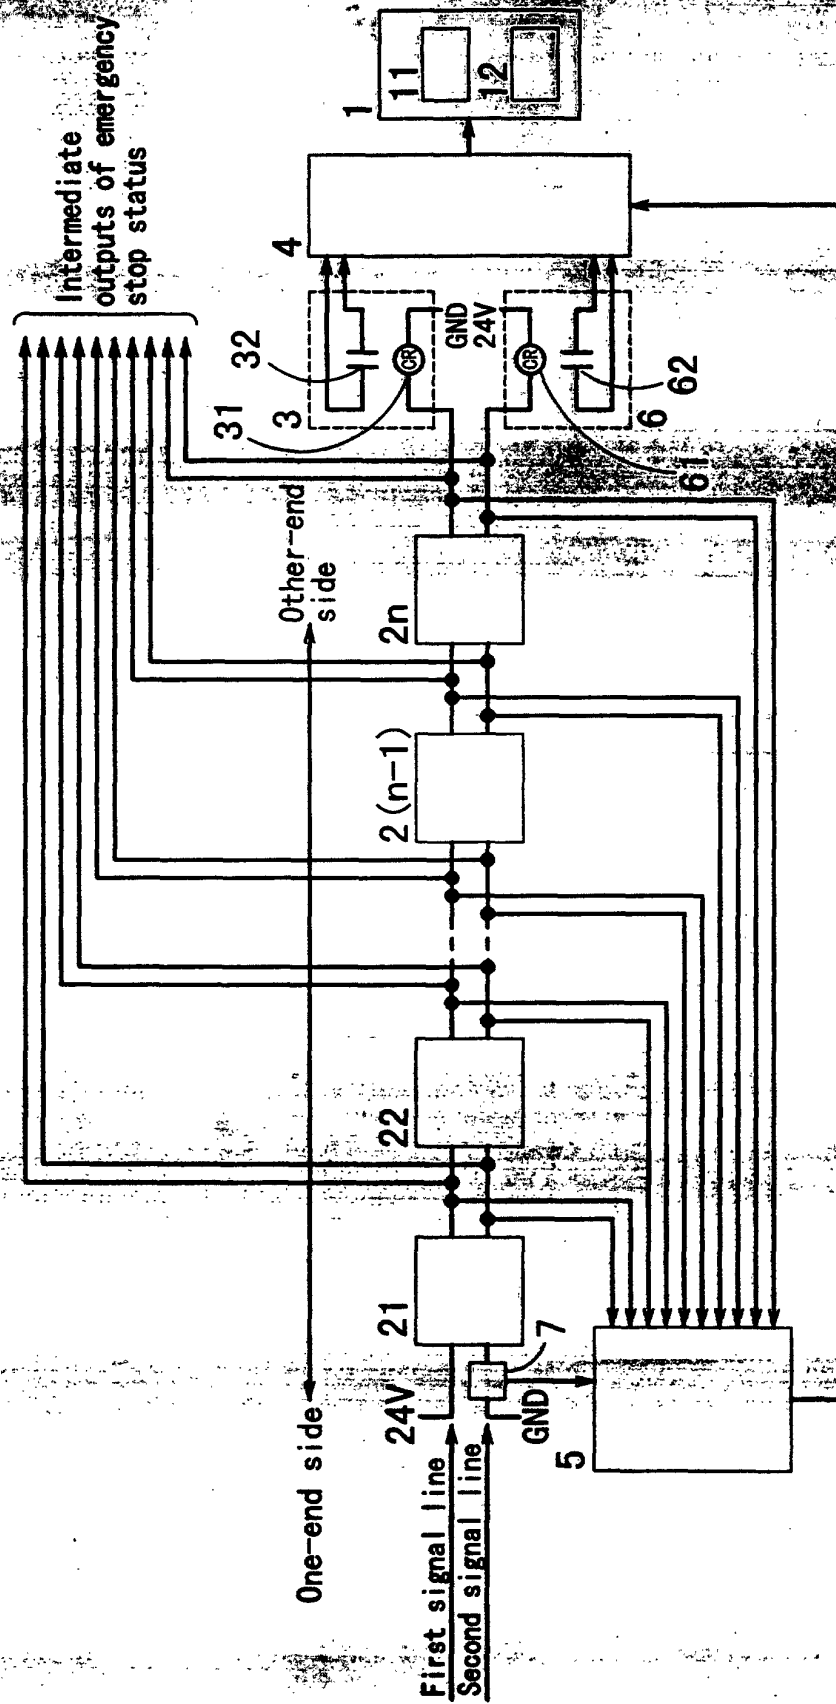 Intermediate
outputs of emergency
stop status
1
11
12
4
32
31
3
GND
24V
62
6
61
Other-end
side
2n
2(n-1)
22
21
7
One-end side
24V
GND
5
First signal line
Second signal line
CR
CR